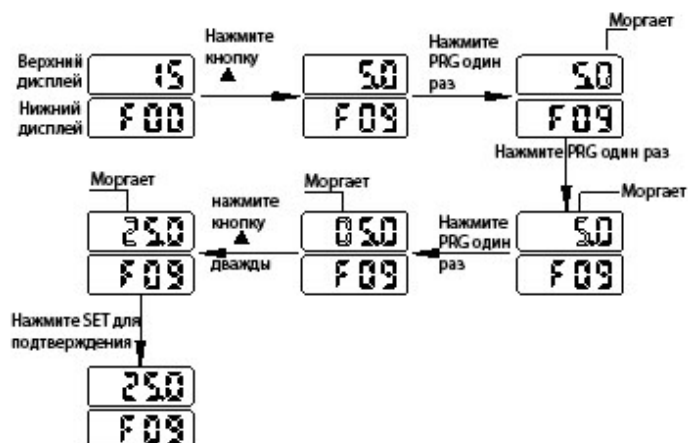 Моргает
Нажмите
кнопку
▲
Нажмите
PRG один
раз
Верхний
дисплей
15
5.0
5.0
Нижний
дисплей
F00
F09
F09
Нажмите PRG один раз
Моргает
Моргает
Моргает
нажмите
кнопку
▲
дважды
Нажмите
PRG один
раз
25.0
05.0
5.0
F09
F09
F09
Нажмите SET для
подтверждения
25.0
F09